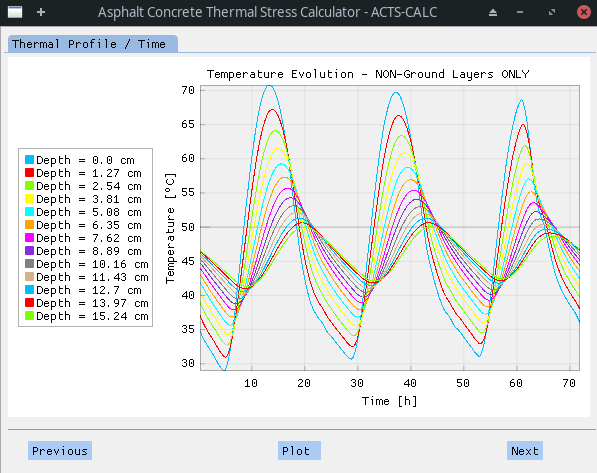 Asphalt Concrete Thermal Stress Calculator - ACTS-CALC
Thermal Profile / Time
Temperature Evolution - NON-Ground Layers ONLY
Depth = 0.0 cm
Depth = 1.27 cm
Depth = 2.54 cm
Depth = 3.81 cm
Depth = 5.08 cm
Depth = 6.35 cm
Depth = 7.62 cm
Depth = 8.89 cm
Depth = 10.16 cm
Depth = 11.43 cm
Depth = 12.7 cm
Depth = 13.97 cm
Depth = 15.24 cm
Temperature [ºC]
70
65
60
55
50
45
40
35
30
10 20 30 40 50 60 70
Time [h]
Previous Plot Next